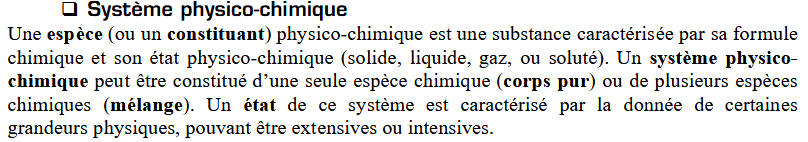 ❑ Système physico-chimique
Une espèce (ou un constituant) physico-chimique est une substance caractérisée par sa formule
chimique et son état physico-chimique (solide, liquide, gaz, ou soluté). Un système physico-
chimique peut être constitué d’une seule espèce chimique (corps pur) ou de plusieurs espèces
chimiques (mélange). Un état de ce système est caractérisé par la donnée de certaines
grandeurs physiques, pouvant être extensives ou intensives.